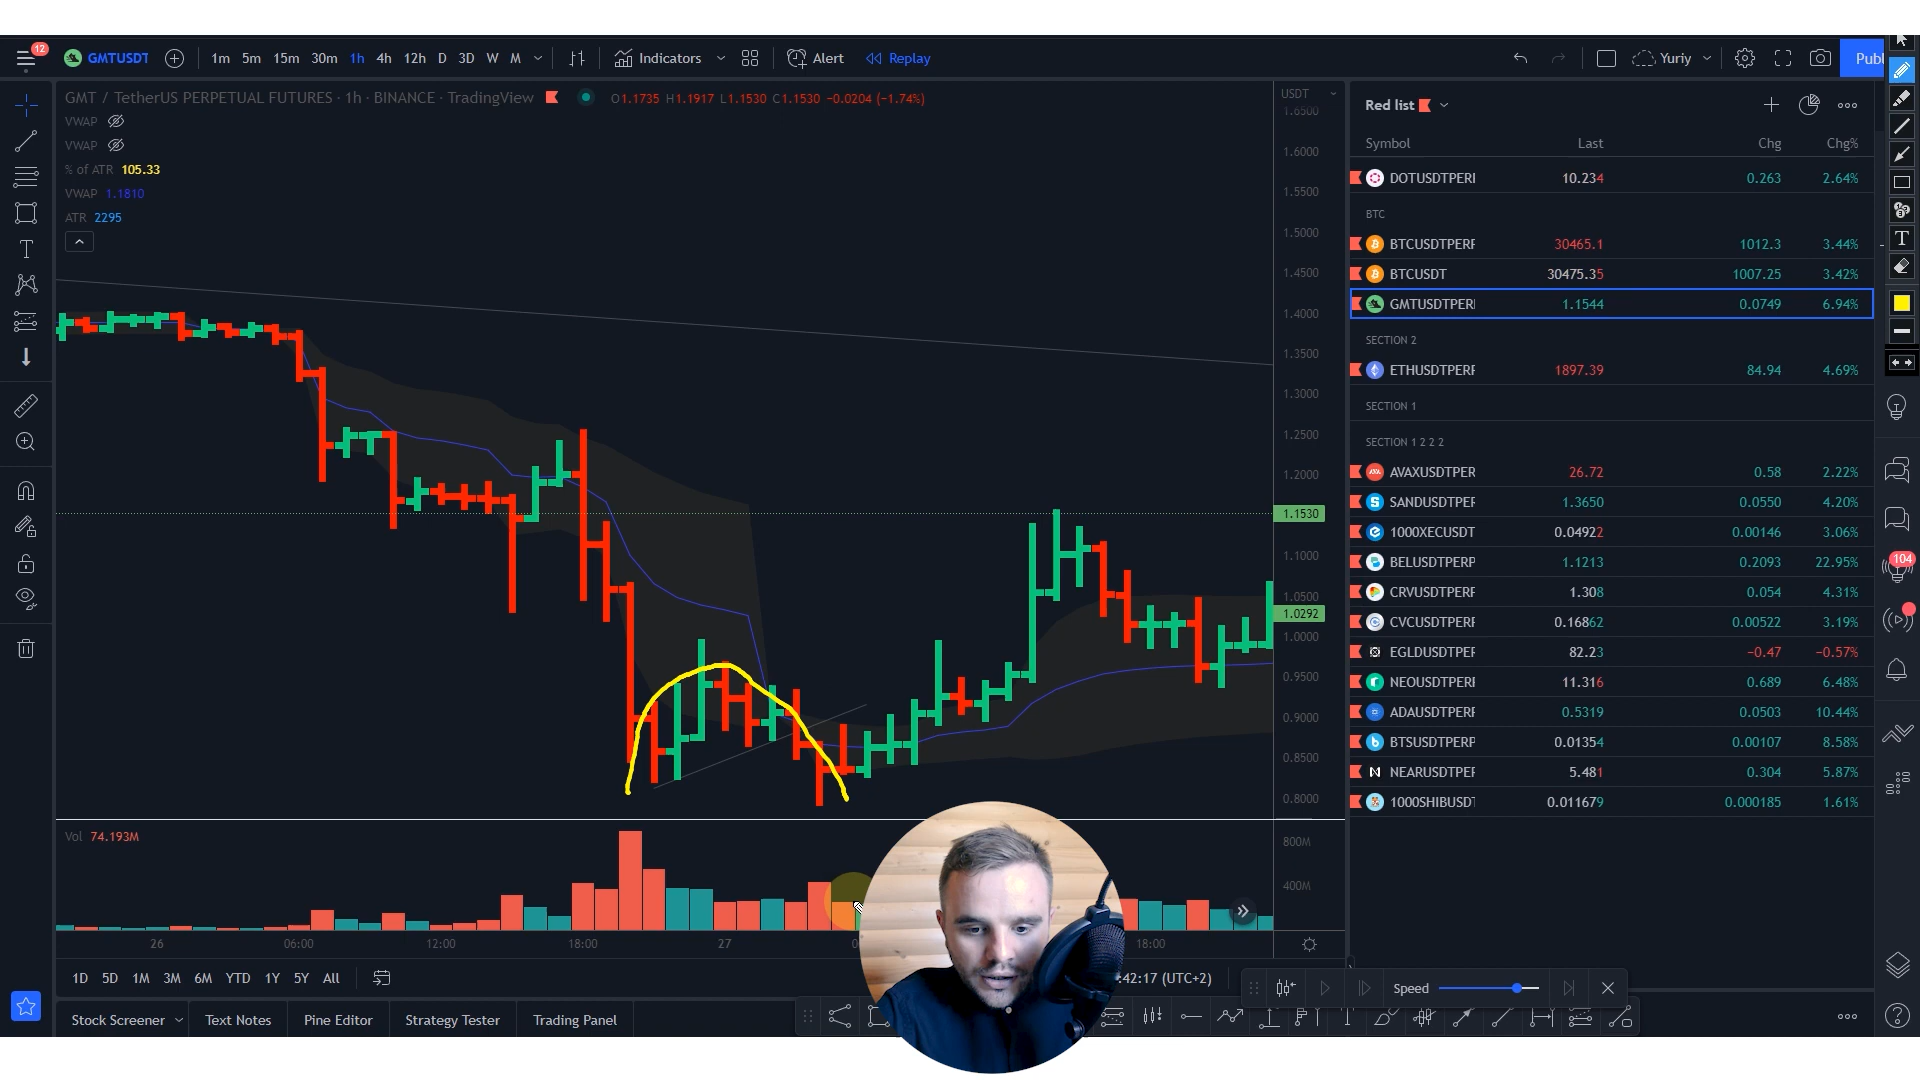 12
GMTUSDT
1m 5m 15m 30m 1h 4h 12h D 3D W M
Indicators
Alert
Replay
Yuriy
Publ
GMT / TetherUS PERPETUAL FUTURES · 1h · BINANCE · TradingView
O1.1735 H1.1917 L1.1530 C1.1530 -0.0204 (-1.74%)
VWAP
VWAP
% of ATR 105.33
VWAP 1.1810
ATR 2295
USDT
1.6500
1.6000
1.5500
1.5000
1.4500
1.4000
1.3500
1.3000
1.2500
1.2000
1.1530
1.1000
1.0500
1.0292
1.0000
0.9500
0.9000
0.8500
0.8000
Vol 74.193M
800M
400M
26 06:00 12:00 18:00 27 18:00
1D 5D 1M 3M 6M YTD 1Y 5Y All
:42:17 (UTC+2)
Speed
Stock Screener Text Notes Pine Editor Strategy Tester Trading Panel
Red list
Symbol Last Chg Chg%
DOTUSDTPERI 10.234 0.263 2.64%
BTC
BTCUSDTPERF 30465.1 1012.3 3.44%
BTCUSDT 30475.35 1007.25 3.42%
GMTUSDTPERI 1.1544 0.0749 6.94%
SECTION 2
ETHUSDTPERF 1897.39 84.94 4.69%
SECTION 1
SECTION 1 2 2 2
AVAXUSDTPER 26.72 0.58 2.22%
SANDUSDTPEF 1.3650 0.0550 4.20%
1000XECUSDT 0.04922 0.00146 3.06%
BELUSDTPERP 1.1213 0.2093 22.95%
CRVUSDTPERF 1.308 0.054 4.31%
CVCUSDTPERF 0.16862 0.00522 3.19%
EGLDUSDTPEF 82.23 -0.47 -0.57%
NEOUSDTPERI 11.316 0.689 6.48%
ADAUSDTPERF 0.5319 0.0503 10.44%
BTSUSDTPERP 0.01354 0.00107 8.58%
NEARUSDTPEF 5.481 0.304 5.87%
1000SHIBUSDT 0.011679 0.000185 1.61%
104